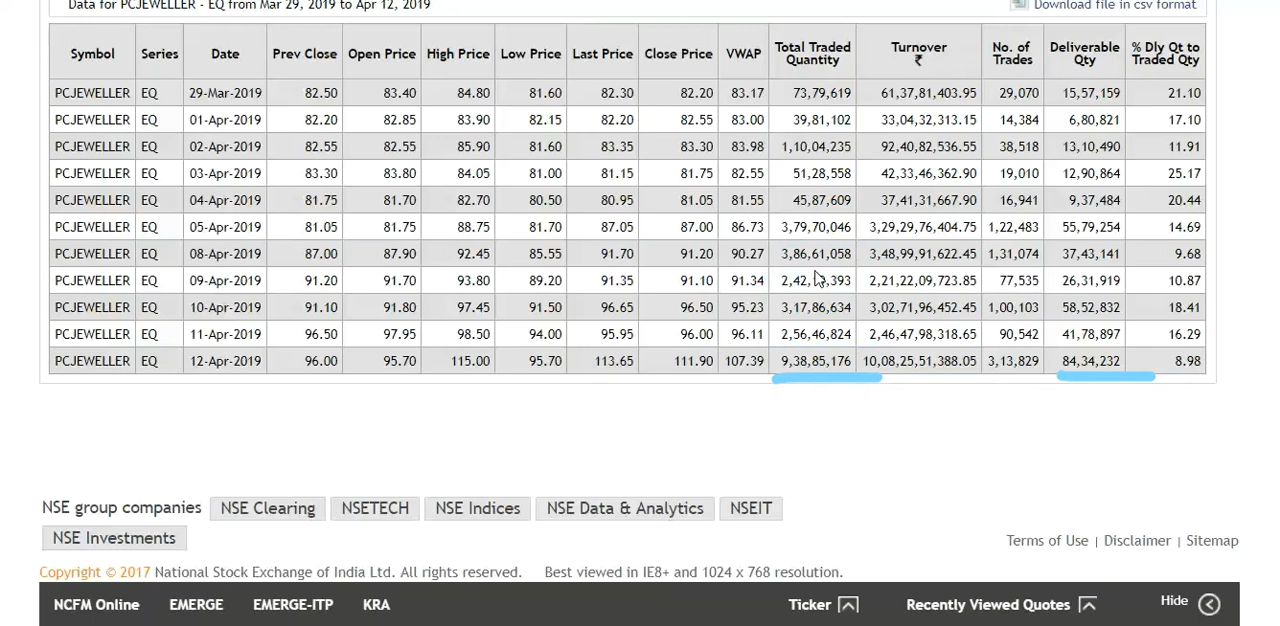 Data for PCJEWELLER - EQ from Mar 29, 2019 to Apr 12, 2019 Download file in csv format
Symbol Series Date Prev Close Open Price High Price Low Price Last Price Close Price VWAP Total Traded Quantity Turnover ₹ No. of Trades Deliverable Qty % Dly Qt to Traded Qty
PCJEWELLER EQ 29-Mar-2019 82.50 83.40 84.80 81.60 82.30 82.20 83.17 73,79,619 61,37,81,403.95 29,070 15,57,159 21.10
PCJEWELLER EQ 01-Apr-2019 82.20 82.85 83.90 82.15 82.20 82.55 83.00 39,81,102 33,04,32,313.15 14,384 6,80,821 17.10
PCJEWELLER EQ 02-Apr-2019 82.55 82.55 85.90 81.60 83.35 83.30 83.98 1,10,04,235 92,40,82,536.55 38,518 13,10,490 11.91
PCJEWELLER EQ 03-Apr-2019 83.30 83.80 84.05 81.00 81.15 81.75 82.55 51,28,558 42,33,46,362.90 19,010 12,90,864 25.17
PCJEWELLER EQ 04-Apr-2019 81.75 81.70 82.70 80.50 80.95 81.05 81.55 45,87,609 37,41,31,667.90 16,941 9,37,484 20.44
PCJEWELLER EQ 05-Apr-2019 81.05 81.75 88.75 81.70 87.05 87.00 86.73 3,79,70,046 3,29,29,76,404.75 1,22,483 55,79,254 14.69
PCJEWELLER EQ 08-Apr-2019 87.00 87.90 92.45 85.55 91.70 91.20 90.27 3,86,61,058 3,48,99,91,622.45 1,31,074 37,43,141 9.68
PCJEWELLER EQ 09-Apr-2019 91.20 91.70 93.80 89.20 91.35 91.10 91.34 2,21,22,09,723.85 77,535 26,31,919 10.87
PCJEWELLER EQ 10-Apr-2019 91.10 91.80 97.45 91.50 96.65 96.50 95.23 3,17,86,634 3,02,71,96,452.45 1,00,103 58,52,832 18.41
PCJEWELLER EQ 11-Apr-2019 96.50 97.95 98.50 94.00 95.95 96.00 96.11 2,56,46,824 2,46,47,98,318.65 90,542 41,78,897 16.29
PCJEWELLER EQ 12-Apr-2019 96.00 95.70 115.00 95.70 113.65 111.90 107.39 9,38,85,176 10,08,25,51,388.05 3,13,829 84,34,232 8.98
NSE group companies NSE Clearing NSETECH NSE Indices NSE Data & Analytics NSEIT
NSE Investments
Terms of Use | Disclaimer | Sitemap
Copyright © 2017 National Stock Exchange of India Ltd. All rights reserved. Best viewed in IE8+ and 1024 x 768 resolution.
NCFM Online EMERGE EMERGE-ITP KRA Ticker Recently Viewed Quotes Hide